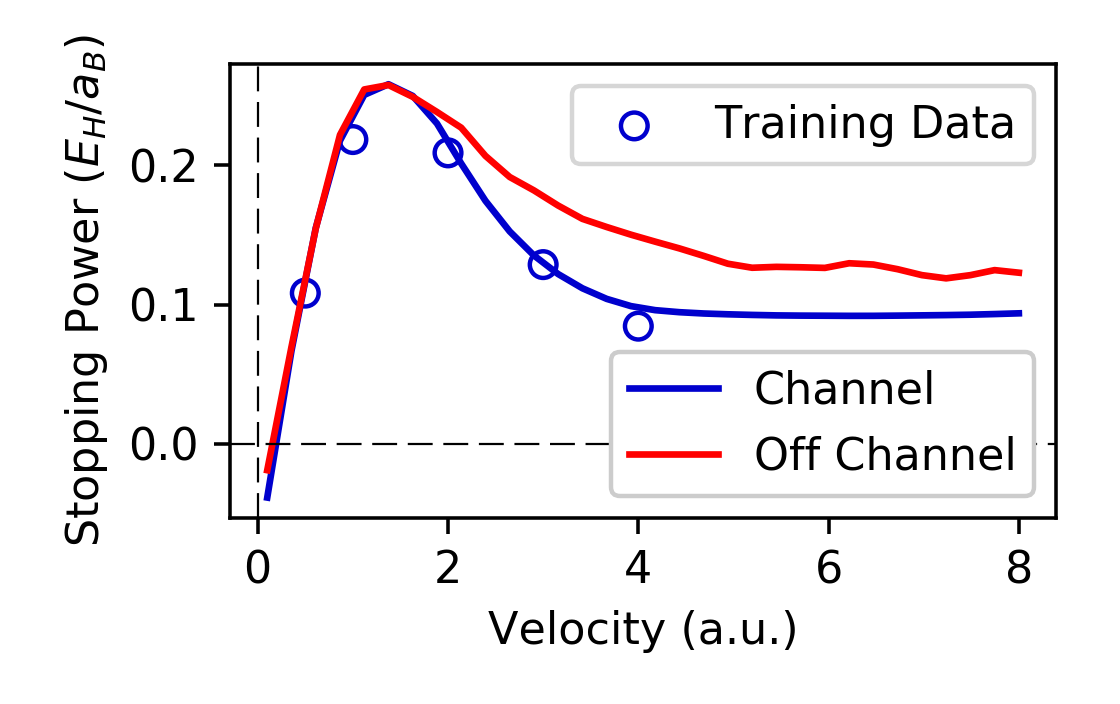 Stopping Power (E_H/a_B)
0.2
0.1
0.0
Training Data
Channel
Off Channel
0 2 4 6 8
Velocity (a.u.)